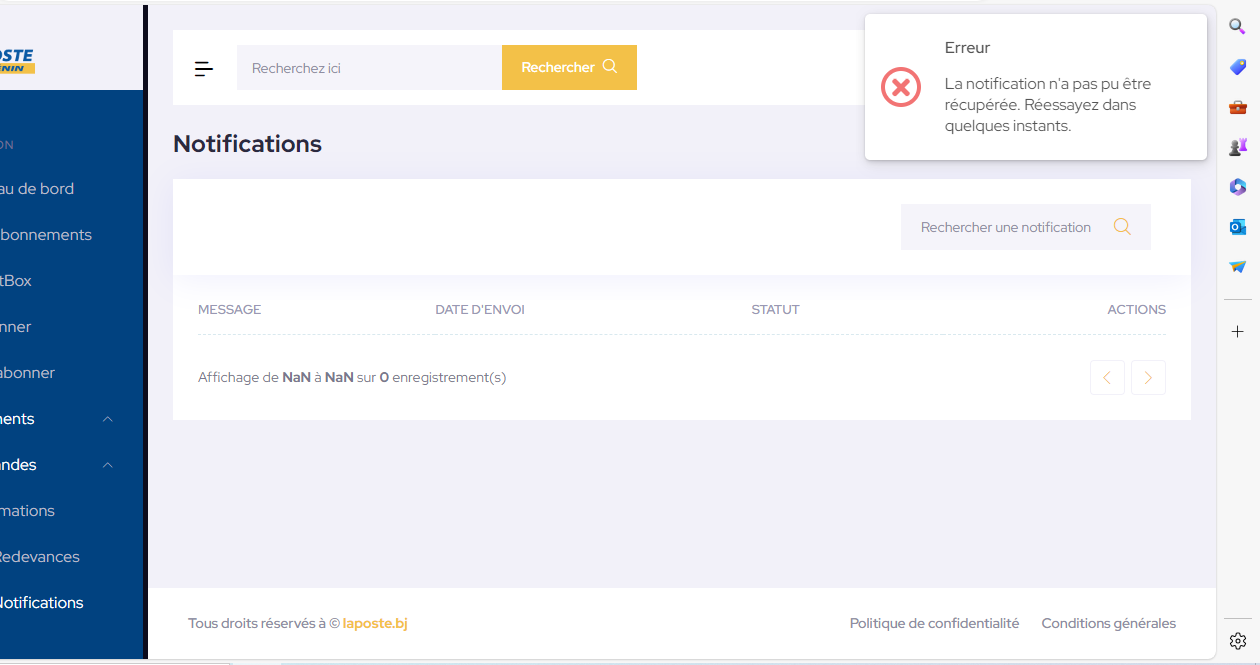 OSTE
ENIN
ON
au de bord
bonnements
tBox
nner
abonner
nents
andes
mations
Redevances
Notifications
Recherchez ici
Rechercher
Erreur
La notification n'a pas pu être
récupérée. Réessayez dans
quelques instants.
Notifications
Rechercher une notification
MESSAGE DATE D'ENVOI STATUT ACTIONS
Affichage de NaN à NaN sur 0 enregistrement(s)
Tous droits réservés à © laposte.bj
Politique de confidentialité Conditions générales